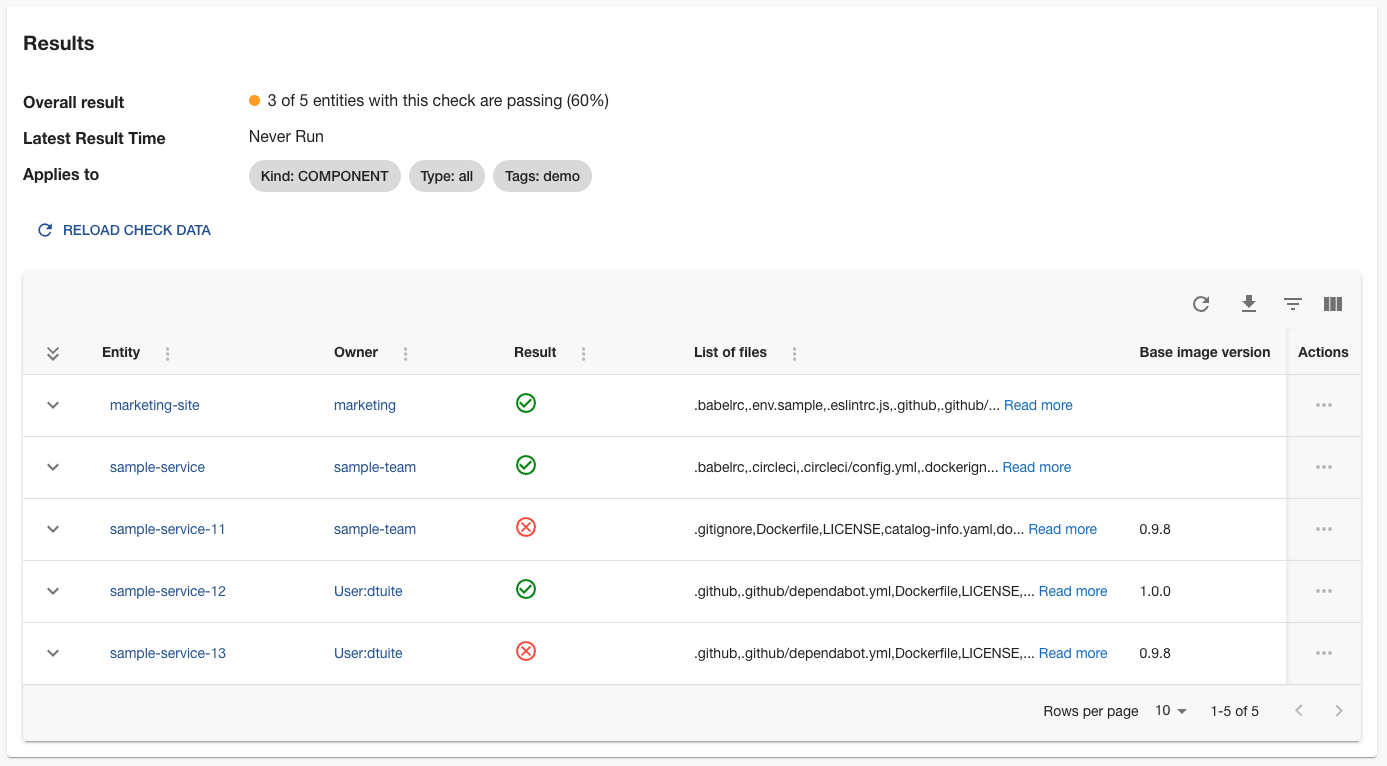 Results
Overall result 3 of 5 entities with this check are passing (60%)
Latest Result Time Never Run
Applies to Kind: COMPONENT Type: all Tags: demo
RELOAD CHECK DATA
Entity Owner Result List of files Base image version Actions
marketing-site marketing .babelrc,.env.sample,.eslintrc.js,.github,.github/... Read more
sample-service sample-team .babelrc,.circleci,.circleci/config.yml,.dockerign... Read more
sample-service-11 sample-team .gitignore,Dockerfile,LICENSE,catalog-info.yaml,do... Read more 0.9.8
sample-service-12 User:dtuite .github,.github/dependabot.yml,Dockerfile,LICENSE,... Read more 1.0.0
sample-service-13 User:dtuite .github,.github/dependabot.yml,Dockerfile,LICENSE,... Read more 0.9.8
Rows per page 10 1-5 of 5